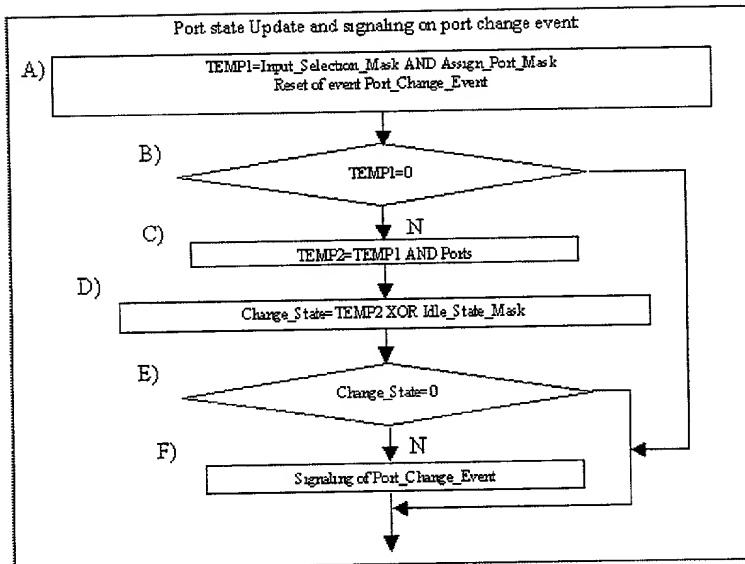 Port state Update and signaling on port change event
A)
TEMP1=Input_Selection_Mask AND Assign_Port_Mask
Reset of event Port_Change_Event
B)
TEMP1=0
N
C)
TEMP2=TEMP1 AND Ports
D)
Change_State=TEMP2 XOR Idle_State_Mask
E)
Change_State=0
N
F)
Signaling of Port_Change_Event